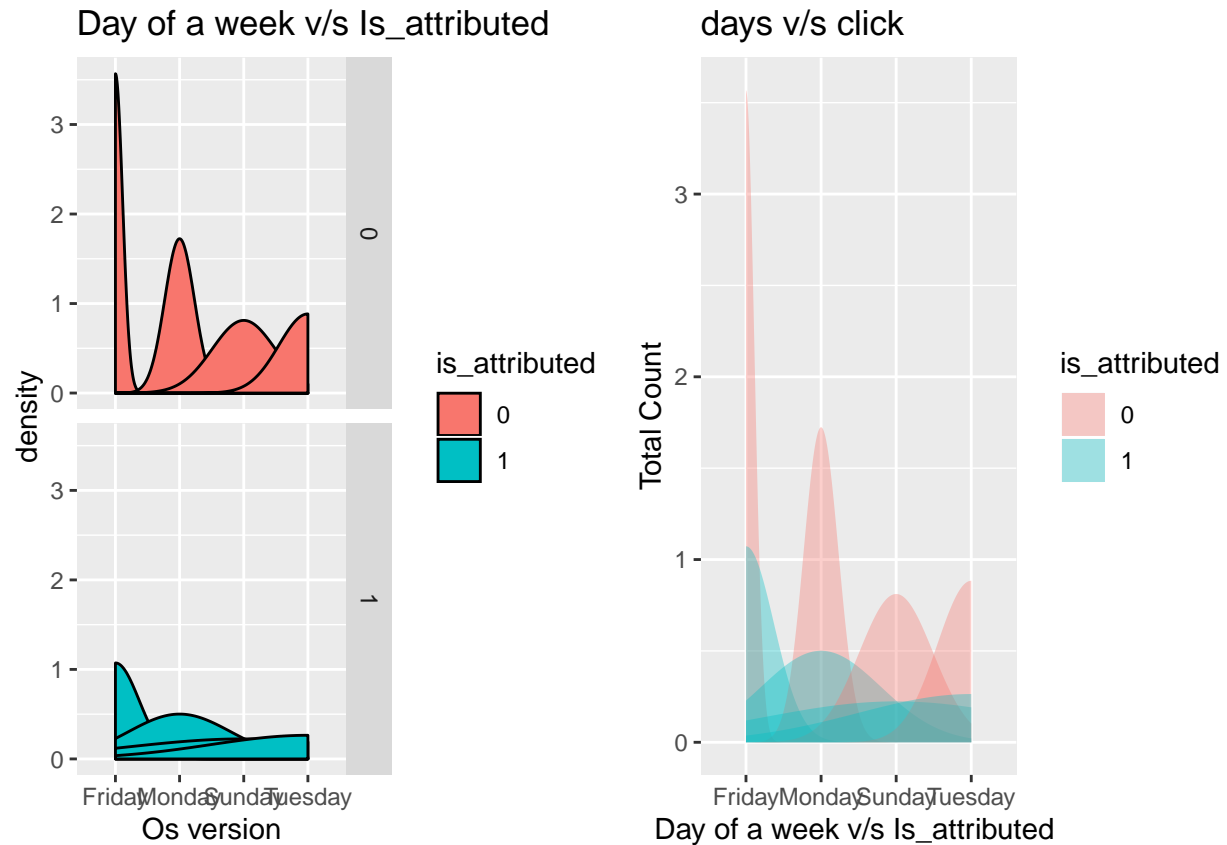 Day of a week v/s Is_attributed
3
2
1
0
0
3
2
1
0
1
density
Friday Monday Sunday Tuesday
Os version
is_attributed
0
1
days v/s click
3
2
1
0
Total Count
Friday Monday Sunday Tuesday
Day of a week v/s Is_attributed
is_attributed
0
1